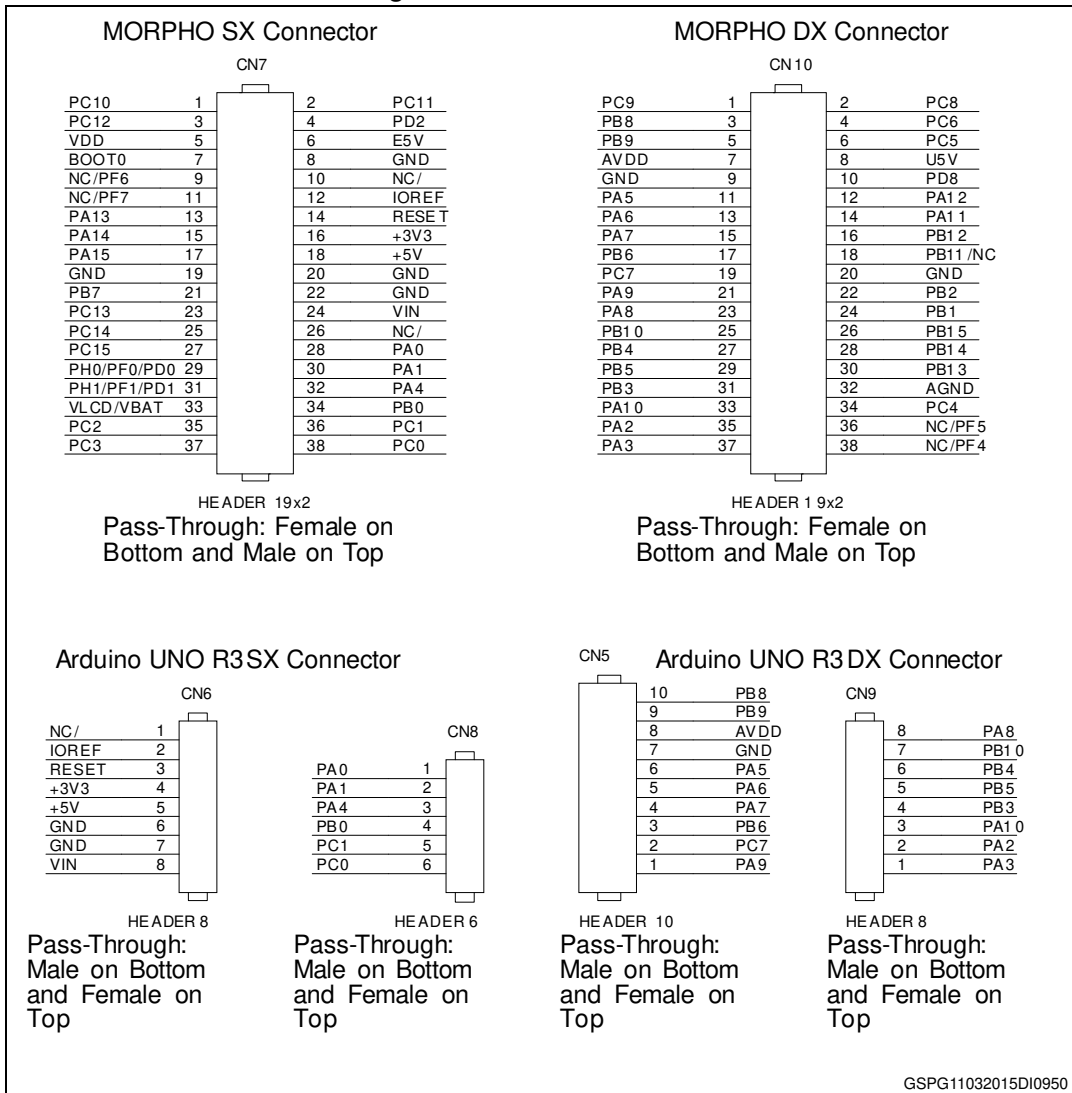 MORPHO SX Connector
CN7
PC10 1 2 PC11
PC12 3 4 PD2
VDD 5 6 E5V
BOOT0 7 8 GND
NC/PF6 9 10 NC/
NC/PF7 11 12 IOREF
PA13 13 14 RESET
PA14 15 16 +3V3
PA15 17 18 +5V
GND 19 20 GND
PB7 21 22 GND
PC13 23 24 VIN
PC14 25 26 NC/
PC15 27 28 PA0
PH0/PF0/PD0 29 30 PA1
PH1/PF1/PD1 31 32 PA4
VLCD/VBAT 33 34 PB0
PC2 35 36 PC1
PC3 37 38 PC0
HEADER 19x2
Pass-Through: Female on
Bottom and Male on Top
MORPHO DX Connector
CN10
PC9 1 2 PC8
PB8 3 4 PC6
PB9 5 6 PC5
AVDD 7 8 U5V
GND 9 10 PD8
PA5 11 12 PA12
PA6 13 14 PA11
PA7 15 16 PB12
PB6 17 18 PB11/NC
PC7 19 20 GND
PA9 21 22 PB2
PA8 23 24 PB1
PB10 25 26 PB15
PB4 27 28 PB14
PB5 29 30 PB13
PB3 31 32 AGND
PA10 33 34 PC4
PA2 35 36 NC/PF5
PA3 37 38 NC/PF4
HEADER 19x2
Pass-Through: Female on
Bottom and Male on Top
Arduino UNO R3 SX Connector
CN6
NC/ 1
IOREF 2
RESET 3
+3V3 4
+5V 5
GND 6
GND 7
VIN 8
HEADER 8
Pass-Through:
Male on Bottom
and Female on
Top
CN8
PA0 1
PA1 2
PA4 3
PB0 4
PC1 5
PC0 6
HEADER 6
Pass-Through:
Male on Bottom
and Female on
Top
Arduino UNO R3 DX Connector
CN5
10 PB8
9 PB9
8 AVDD
7 GND
6 PA5
5 PA6
4 PA7
3 PB6
2 PC7
1 PA9
HEADER 10
Pass-Through:
Male on Bottom
and Female on
Top
CN9
8 PA8
7 PB10
6 PB4
5 PB5
4 PB3
3 PA10
2 PA2
1 PA3
HEADER 8
Pass-Through:
Male on Bottom
and Female on
Top
GSPG11032015DI0950